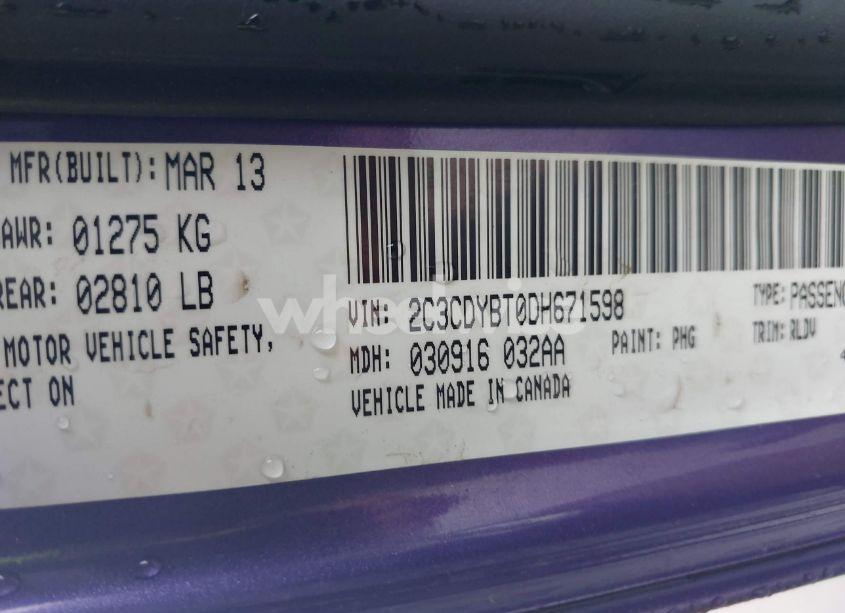 MFR(BUILT): MAR 13
AWR: 01275 KG
REAR: 02810 LB
MOTOR VEHICLE SAFETY,
ECT ON
VIN: 2C3CDYBT0DH671598
TYPE: PASSENG
MDH: 030916 032AA
PAINT: PHG
TRIM: RLDV
VEHICLE MADE IN CANADA